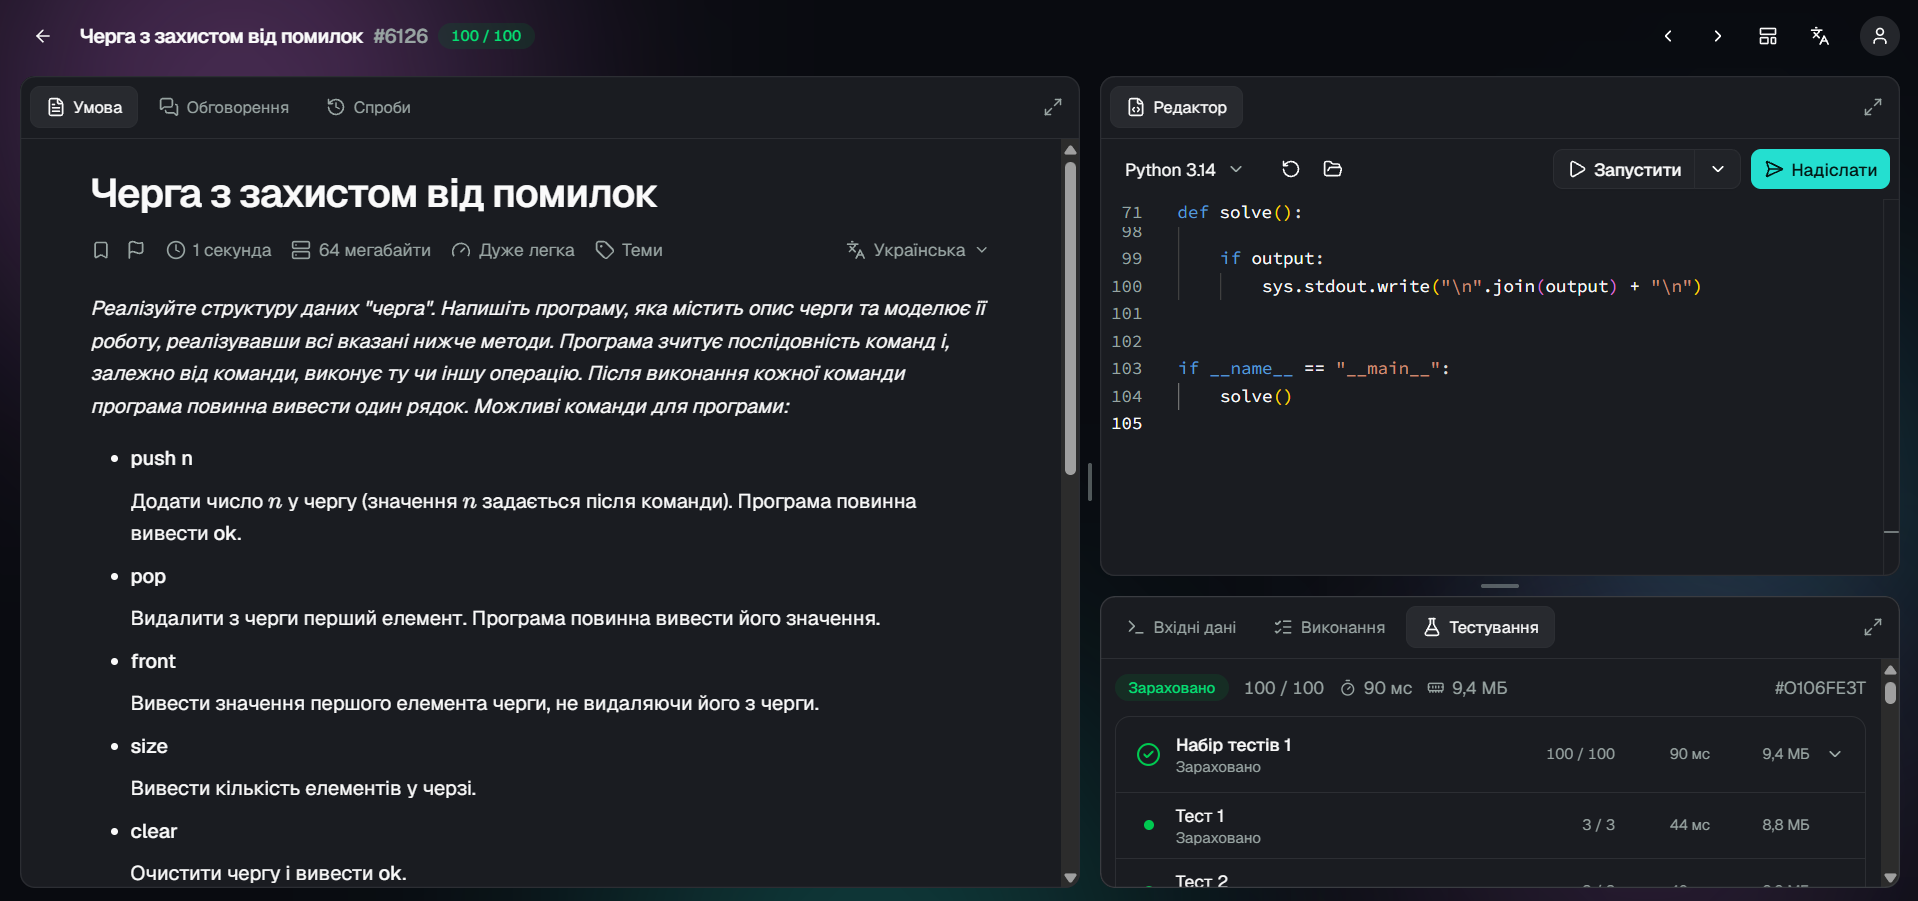 Черга з захистом від помилок #6126 100 / 100
Умова Обговорення Спроби
Черга з захистом від помилок
1 секунда 64 мегабайти Дуже легка Теми Українська
Реалізуйте структуру даних "черга". Напишіть програму, яка містить опис черги та моделює її
роботу, реалізувавши всі вказані нижче методи. Програма зчитує послідовність команд і,
залежно від команди, виконує ту чи іншу операцію. Після виконання кожної команди
програма повинна вивести один рядок. Можливі команди для програми:
• push n
Додати число n у чергу (значення n задається після команди). Програма повинна
вивести ok.
• pop
Видалити з черги перший елемент. Програма повинна вивести його значення.
• front
Вивести значення першого елемента черги, не видаляючи його з черги.
• size
Вивести кількість елементів у черзі.
• clear
Очистити чергу і вивести ok.
Редактор
Python 3.14 Запустити Надіслати
71 def solve():
98
99 if output:
100 sys.stdout.write("\n".join(output) + "\n")
101
102
103 if __name__ == "__main__":
104 solve()
105
Вхідні дані Виконання Тестування
Зараховано 100 / 100 90 мс 9,4 МБ #O106FE3T
Набір тестів 1 100 / 100 90 мс 9,4 МБ
Зараховано
Тест 1 3 / 3 44 мс 8,8 МБ
Зараховано
Тест 2